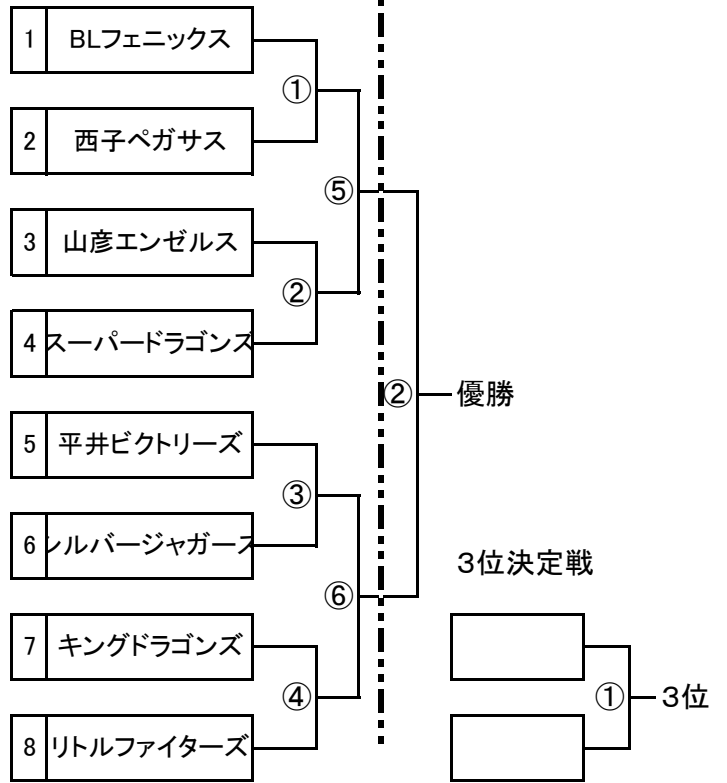 1 BLフェニックス
①
2 西子ペガサス
⑤
3 山彦エンゼルス
②
4 スーパードラゴンズ
② 優勝
5 平井ビクトリーズ
③
6 シルバージャガーズ
3位決定戦
⑥
7 キングドラゴンズ
④
① 3位
8 リトルファイターズ